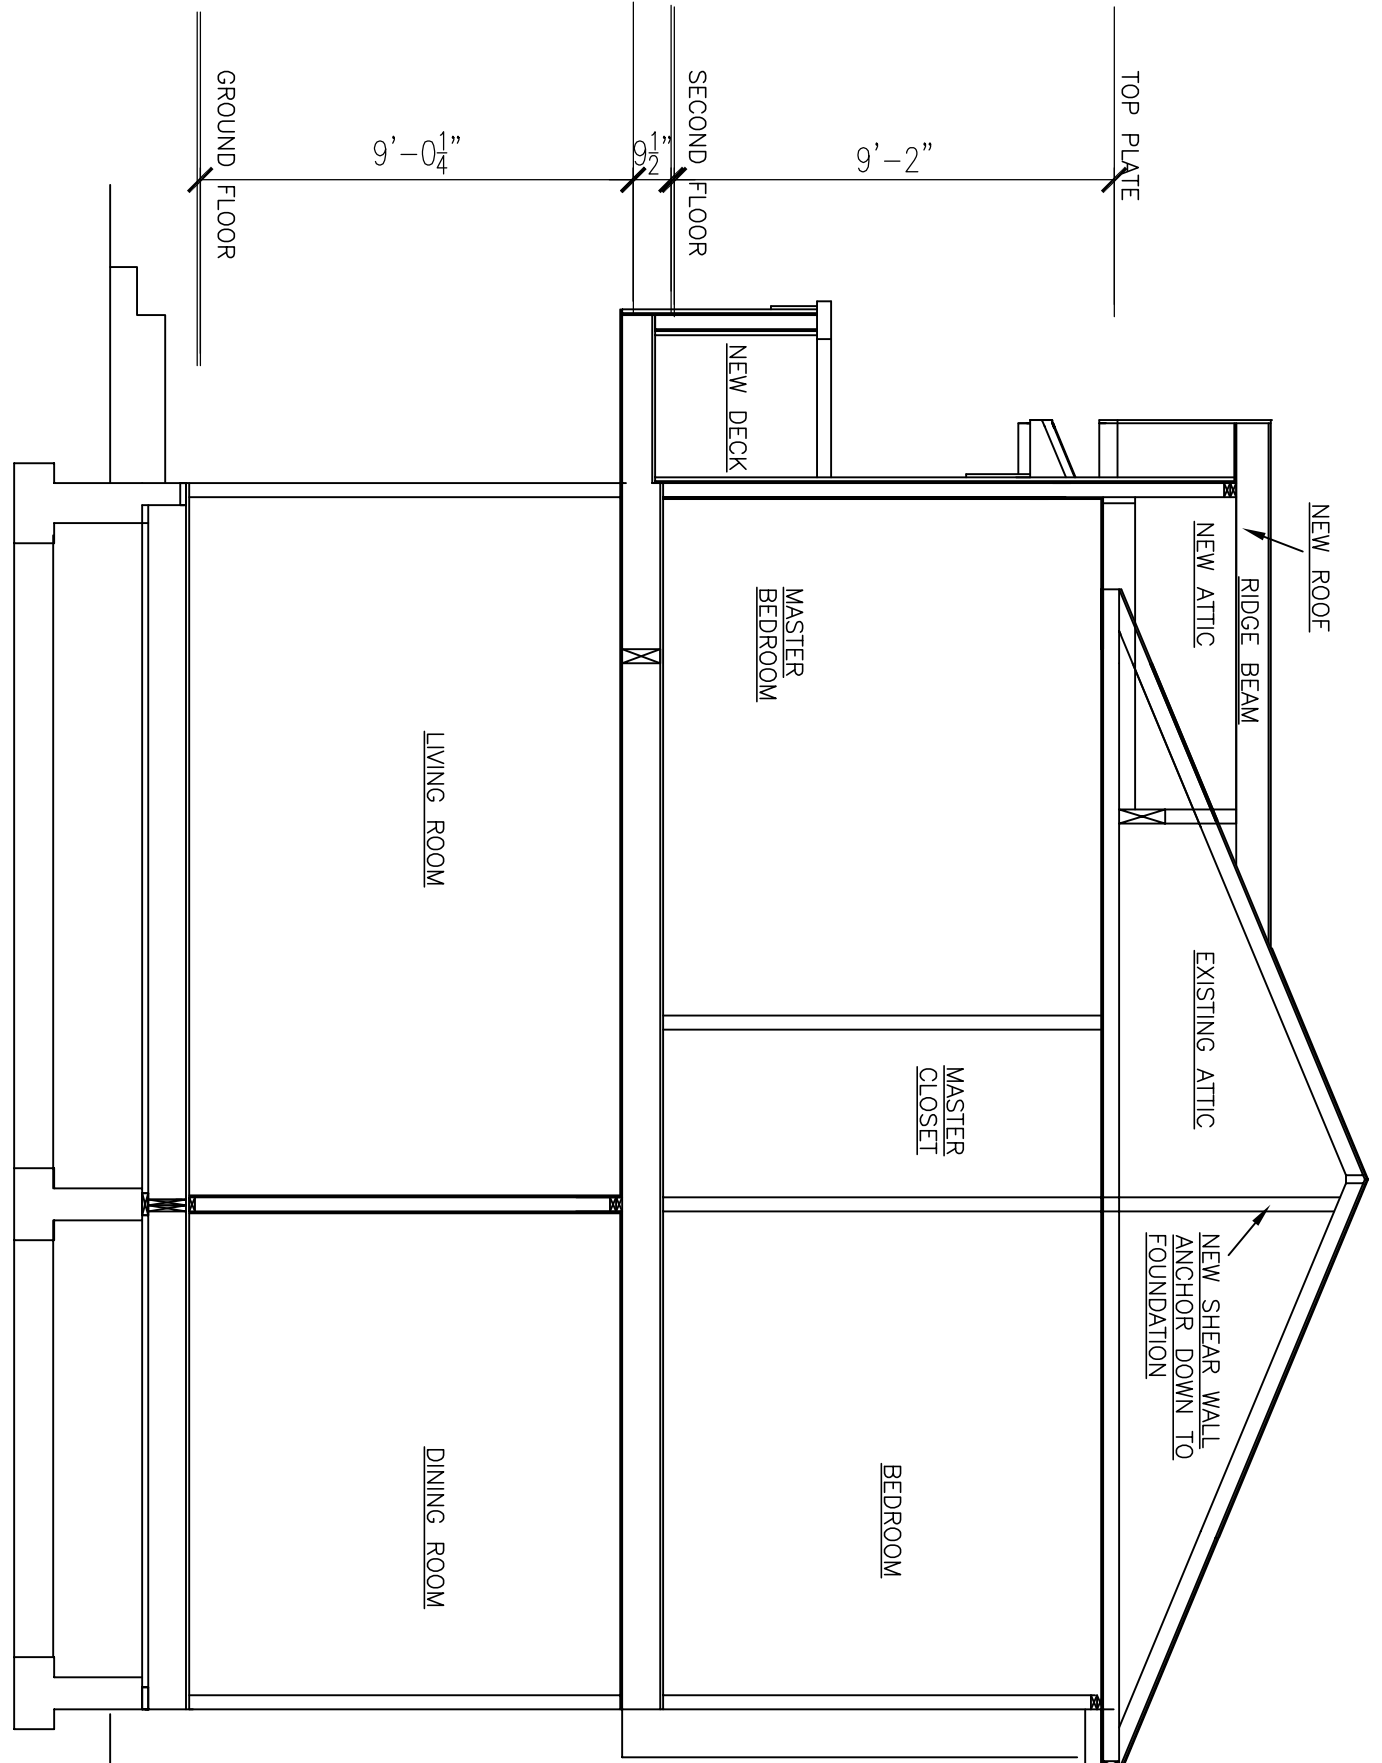 TOP PLATE
9'-2"
SECOND FLOOR
9½"
9'-0¼"
GROUND FLOOR
NEW ROOF
RIDGE BEAM
NEW ATTIC
EXISTING ATTIC
NEW SHEAR WALL
ANCHOR DOWN TO
FOUNDATION
NEW DECK
MASTER
BEDROOM
MASTER
CLOSET
BEDROOM
LIVING ROOM
DINING ROOM